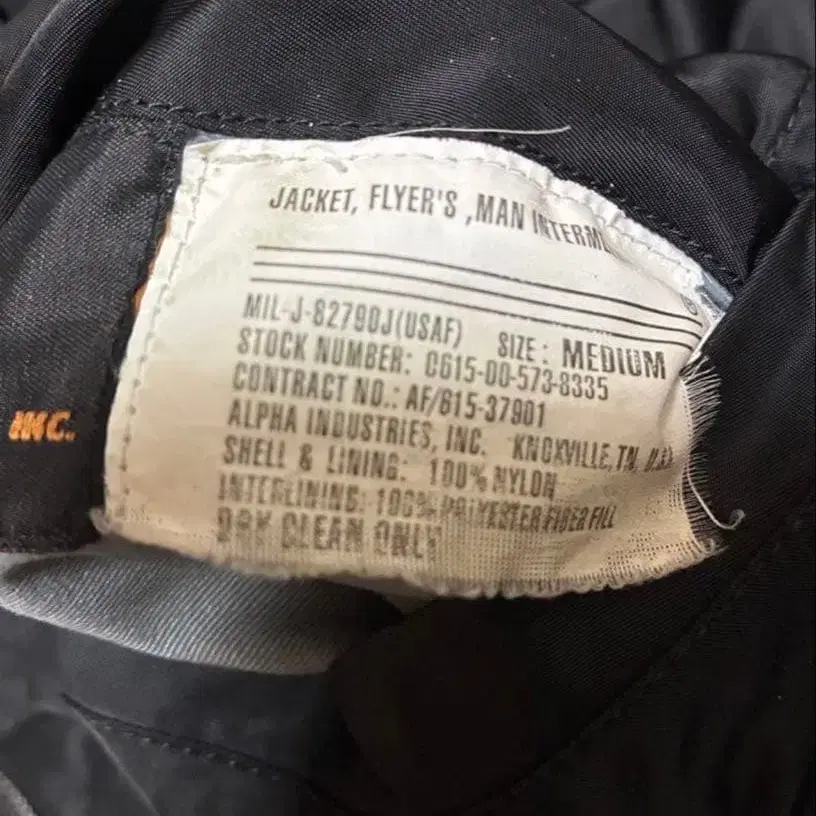 JACKET, FLYER'S ,MAN INTERM
MIL-J-82790J(USAF) SIZE: MEDIUM
STOCK NUMBER: C615-00-573-8335
CONTRACT NO.: AF/615-37901
ALPHA INDUSTRIES, INC. KNOXVILLE, TN, U.S.A
SHELL & LINING: 100% NYLON
INTERLINING: 100% POLYESTER FIBER FILL
DRY CLEAN ONLY
INC.